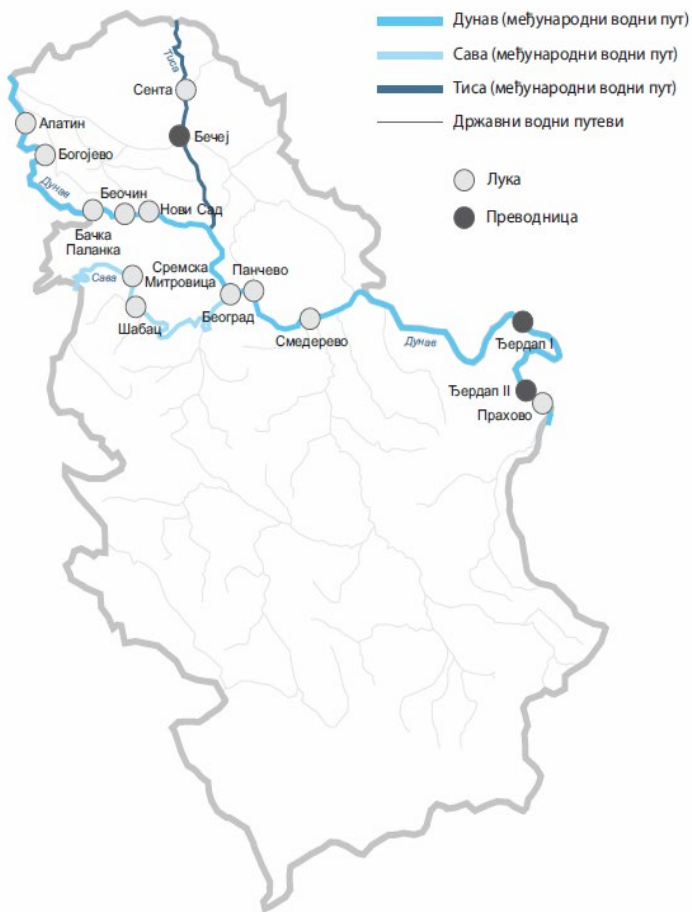 Дунав (међународни водни пут)
Сава (међународни водни пут)
Тиса (међународни водни пут)
Државни водни путеви
Лука
Преводница
Тиса
Сента
Бечеј
Апатин
Богојево
Дунав
Беочин
Нови Сад
Бачка
Паланка
Сремска
Митровица
Панчево
Сава
Београд
Шабац
Смедерево
Дунав
Ђердап I
Ђердап II
Прахово